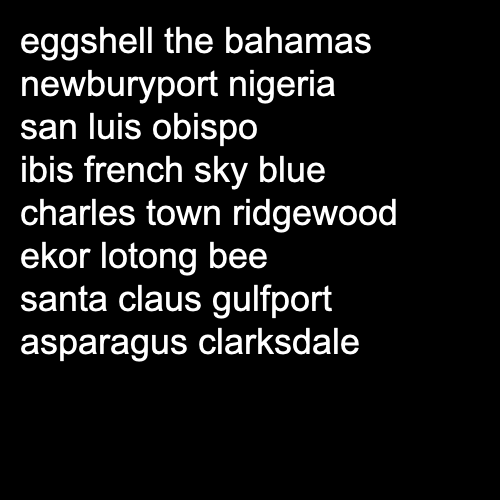 eggshell the bahamas
newburyport nigeria
san luis obispo
ibis french sky blue
charles town ridgewood
ekor lotong bee
santa claus gulfport
asparagus clarksdale